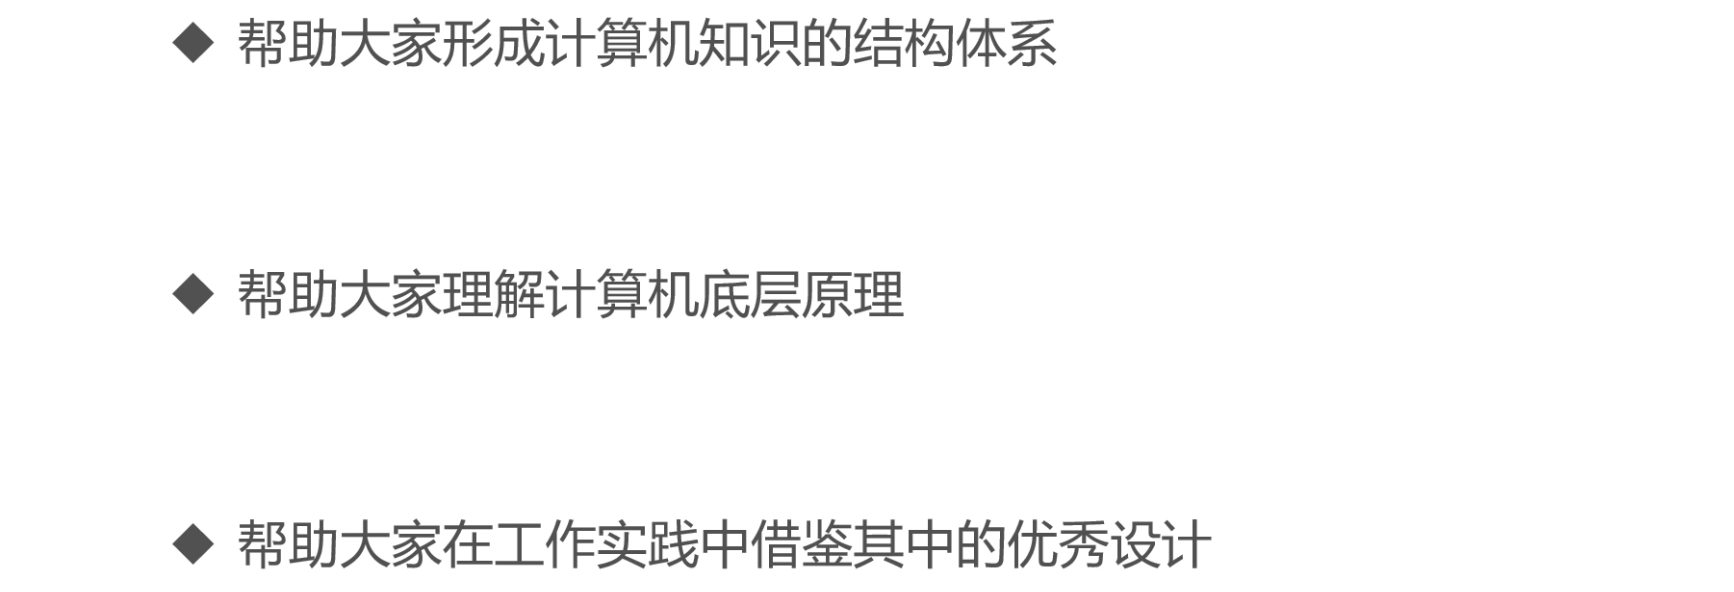 ◆ 帮助大家形成计算机知识的结构体系
◆ 帮助大家理解计算机底层原理
◆ 帮助大家在工作实践中借鉴其中的优秀设计